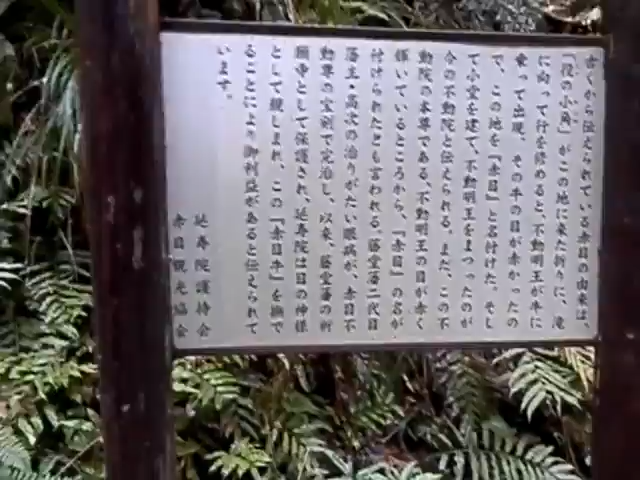 古くから伝えられている赤目の由来は、
「役の小角」がこの地に来た折りに、滝
に向って行を修めると、不動明王が牛に
乗って出現、その牛の目が赤かったの
で、この地を『赤目』と名付けた。そし
て小堂を建て、不動明王をまつったのが
今の不動院と伝えられる。また、この不
動院の本尊である、不動明王の目が赤く
輝いているところから、『赤目』の名が
付けられたとも言われる。藤堂藩二代目
藩主・高次の治りがたい眼病が、赤目不
動尊の宝剣で完治し、以来、藤堂藩の祈
願寺として保護され、延寿院は目の神様
として親しまれ、この『赤目牛』を撫で
ることにより御利益があると伝えられて
います。
延寿院護持会
赤目観光協会